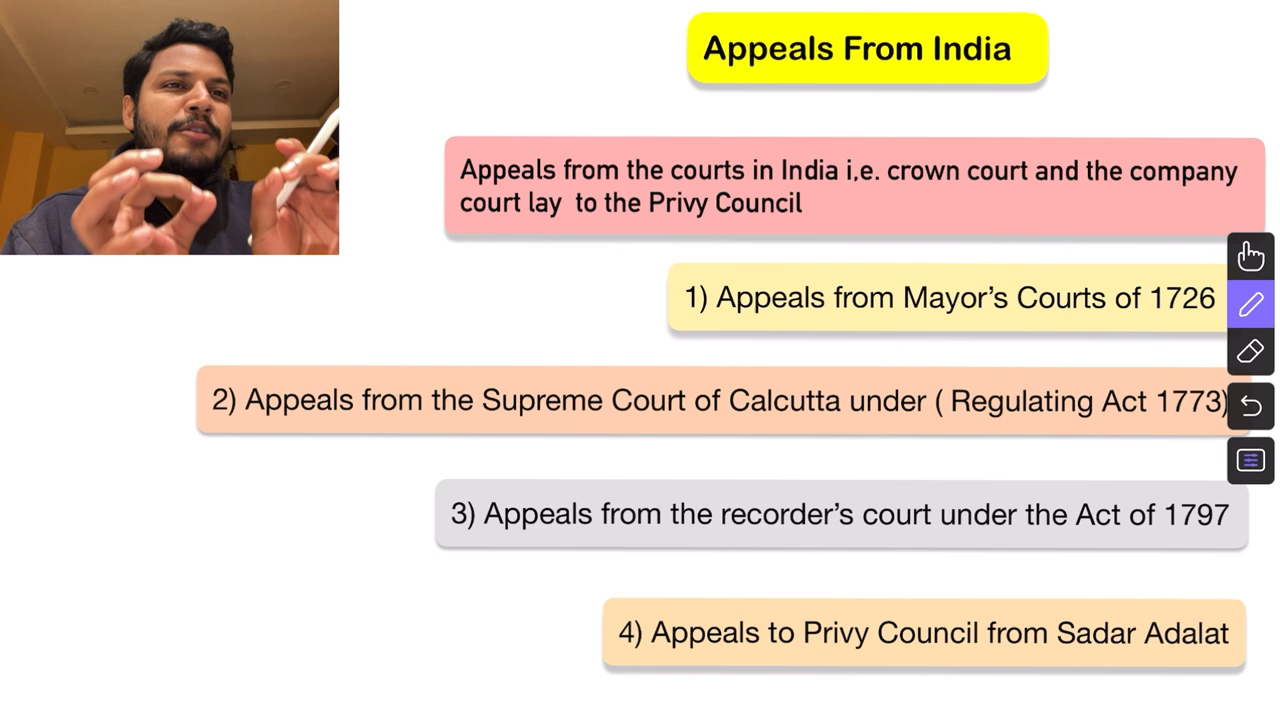 Appeals From India
Appeals from the courts in India i,e. crown court and the company
court lay to the Privy Council
1) Appeals from Mayor’s Courts of 1726
2) Appeals from the Supreme Court of Calcutta under ( Regulating Act 1773)
3) Appeals from the recorder’s court under the Act of 1797
4) Appeals to Privy Council from Sadar Adalat